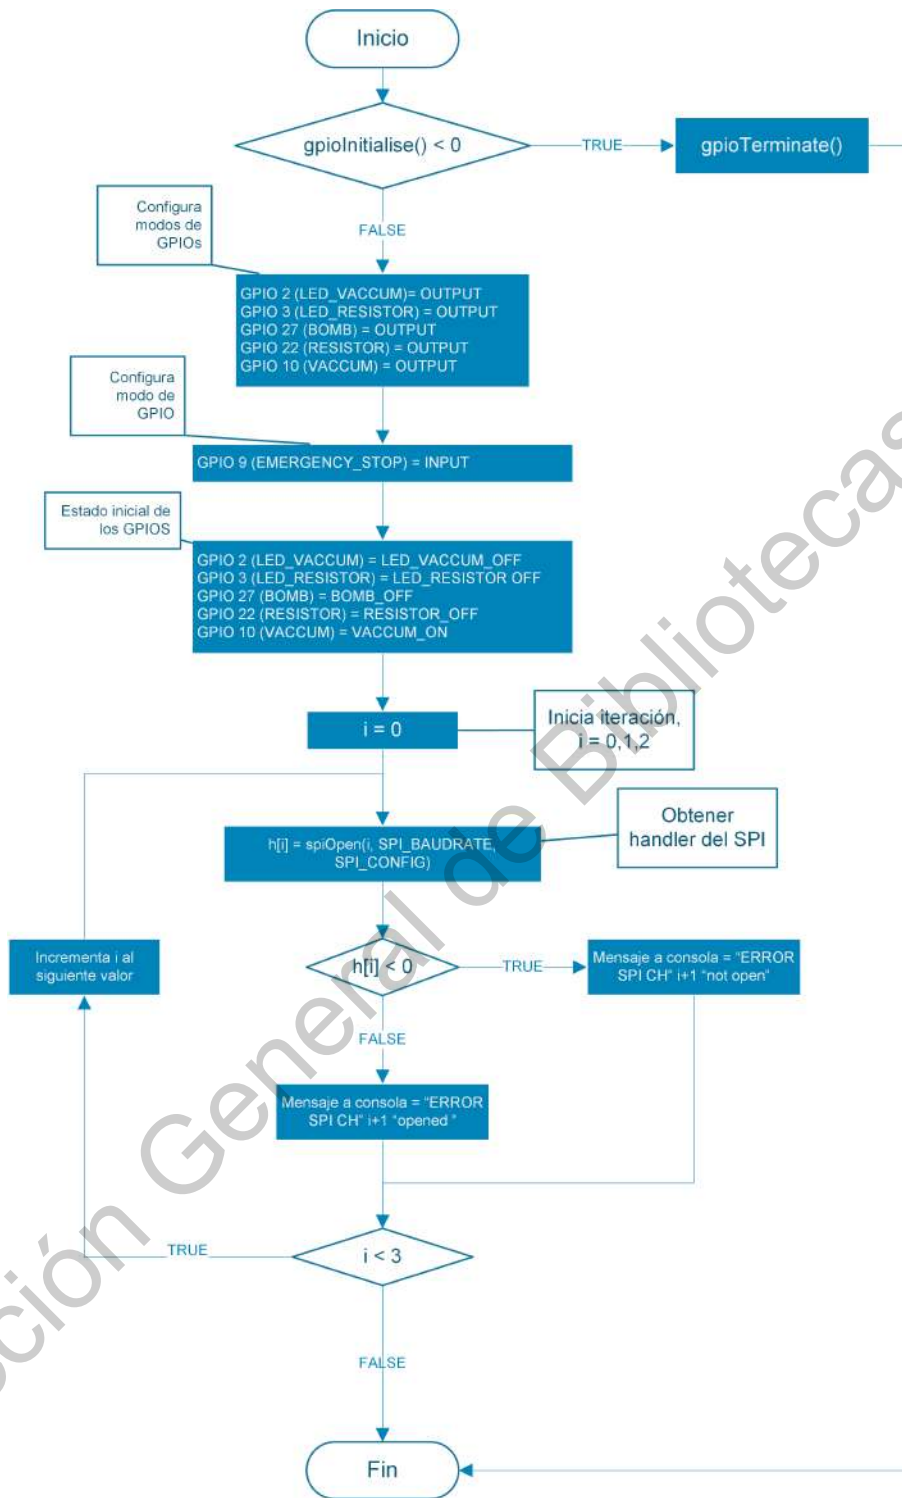 Inicio
gpioInitialise() < 0
TRUE
gpioTerminate()
FALSE
Configura
modos de
GPIOs
GPIO 2 (LED_VACCUM)= OUTPUT
GPIO 3 (LED_RESISTOR) = OUTPUT
GPIO 27 (BOMB) = OUTPUT
GPIO 22 (RESISTOR) = OUTPUT
GPIO 10 (VACCUM) = OUTPUT
Configura
modo de
GPIO
GPIO 9 (EMERGENCY_STOP) = INPUT
Estado inicial de
los GPIOS
GPIO 2 (LED_VACCUM) = LED_VACCUM_OFF
GPIO 3 (LED_RESISTOR) = LED_RESISTOR OFF
GPIO 27 (BOMB) = BOMB_OFF
GPIO 22 (RESISTOR) = RESISTOR_OFF
GPIO 10 (VACCUM) = VACCUM_ON
i = 0
Inicia iteración,
i = 0,1,2
h[i] = spiOpen(i, SPI_BAUDRATE,
SPI_CONFIG)
Obtener
handler del SPI
Incrementa i al
siguiente valor
h[i] < 0
TRUE
Mensaje a consola = "ERROR
SPI CH" i+1 "not open"
FALSE
Mensaje a consola = "ERROR
SPI CH" i+1 "opened "
TRUE
i < 3
FALSE
Fin
ción General de Bibliotecas